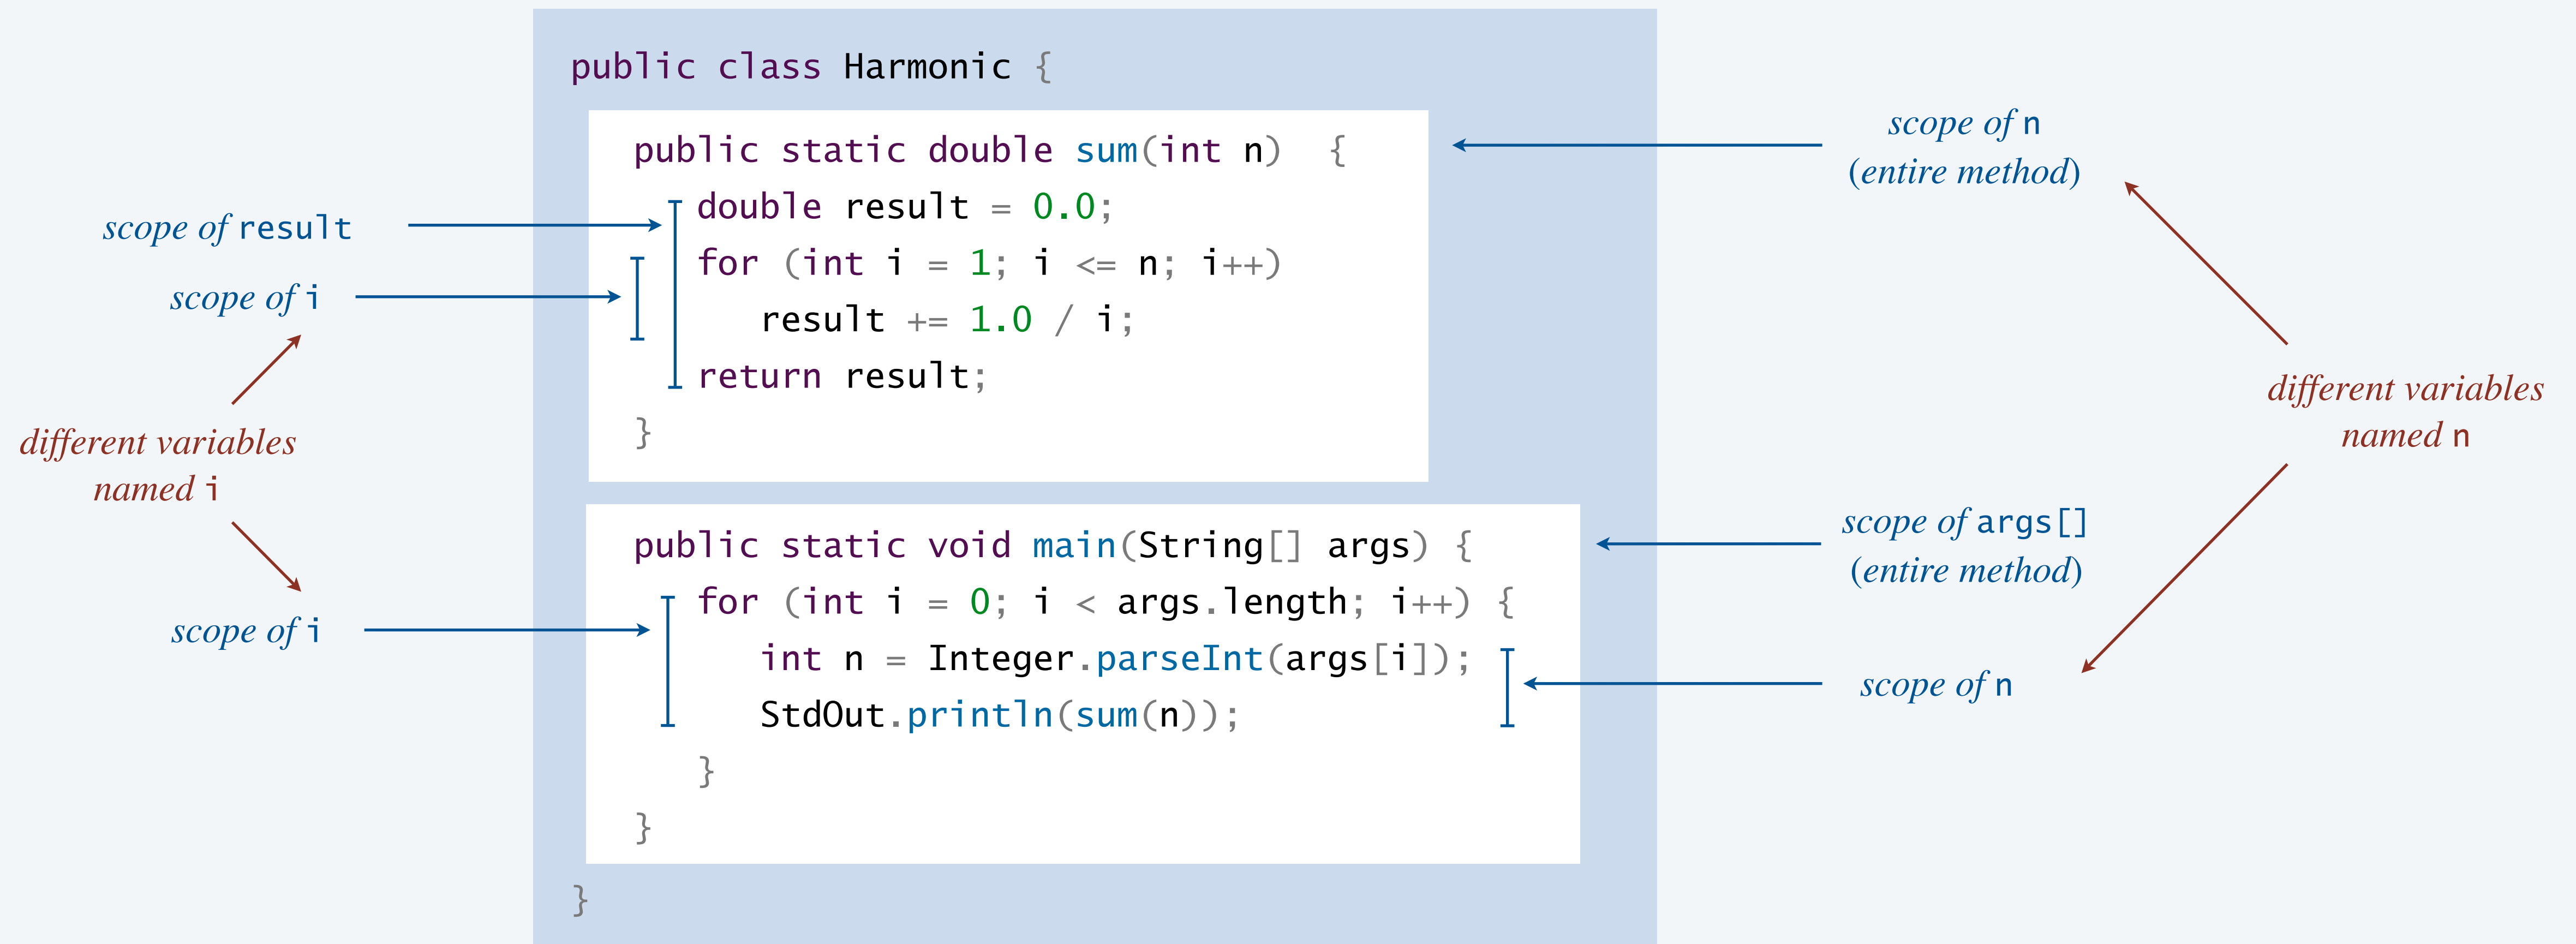 public class Harmonic {
public static double sum(int n)  {
double result = 0.0;
for (int i = 1; i <= n; i++)
result += 1.0 / i;
return result;
}
public static void main(String[] args) {
for (int i = 0; i < args.length; i++) {
int n = Integer.parseInt(args[i]);
StdOut.println(sum(n));
}
}
}
scope of result
scope of i
different variables
named i
scope of i
scope of n
(entire method)
different variables
named n
scope of args[]
(entire method)
scope of n